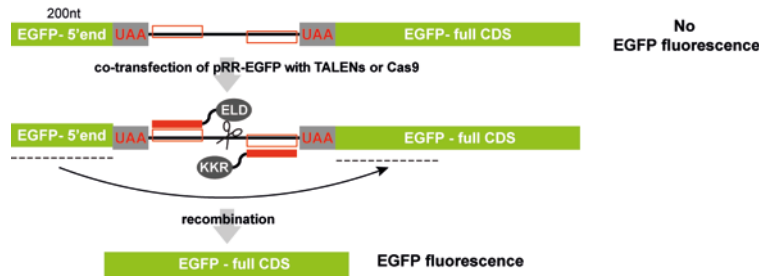 200nt
EGFP- 5'end UAA UAA EGFP- full CDS
No
EGFP fluorescence
co-transfection of pRR-EGFP with TALENs or Cas9
ELD
EGFP- 5'end UAA UAA EGFP - full CDS
KKR
recombination
EGFP - full CDS EGFP fluorescence